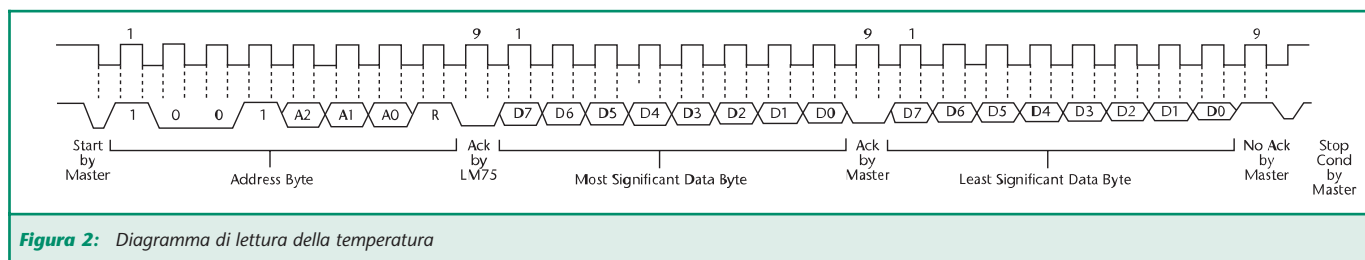 1 9 1 9 1 9
1 0 0 1 A2 A1 A0 R D7 D6 D5 D4 D3 D2 D1 D0 D7 D6 D5 D4 D3 D2 D1 D0
Start
by
Master
Address Byte
Ack
by
LM75
Most Significant Data Byte
Ack
by
Master
Least Significant Data Byte
No Ack
by
Master
Stop
Cond
by
Master
Figura 2: Diagramma di lettura della temperatura